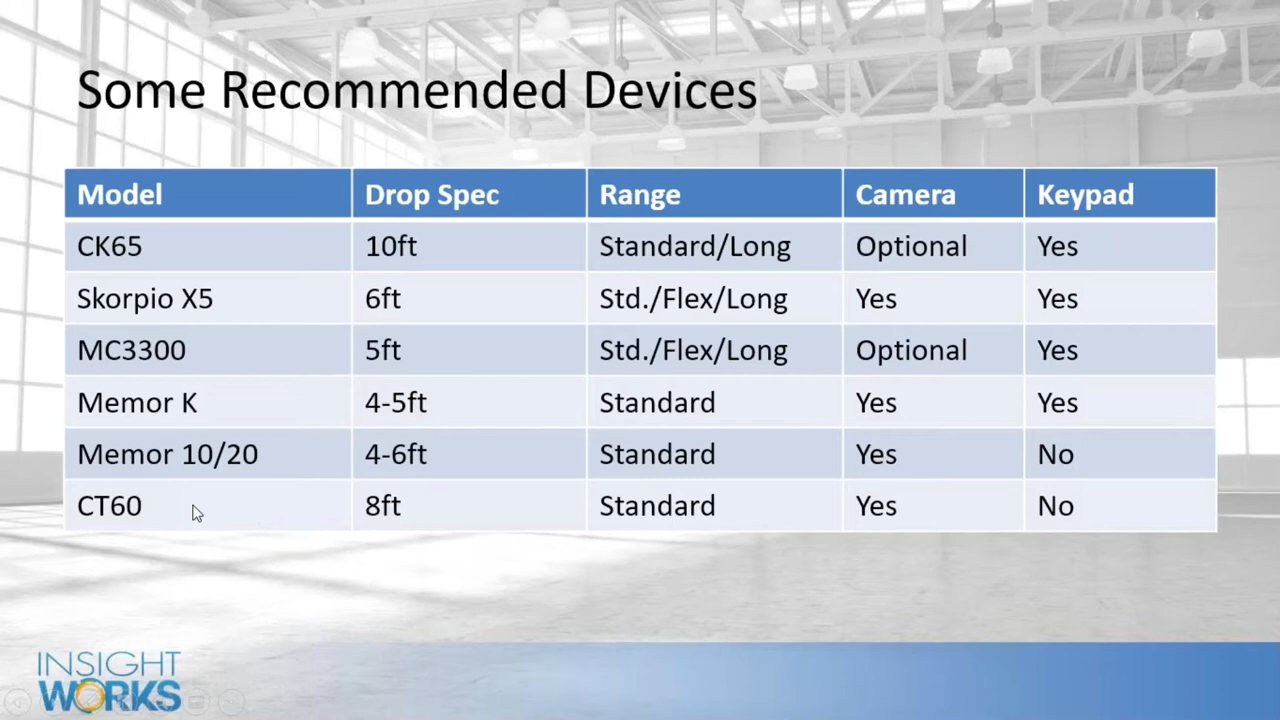 Some Recommended Devices
Model Drop Spec Range Camera Keypad
CK65 10ft Standard/Long Optional Yes
Skorpio X5 6ft Std./Flex/Long Yes Yes
MC3300 5ft Std./Flex/Long Optional Yes
Memor K 4-5ft Standard Yes Yes
Memor 10/20 4-6ft Standard Yes No
CT60 8ft Standard Yes No
INSIGHT
WORKS